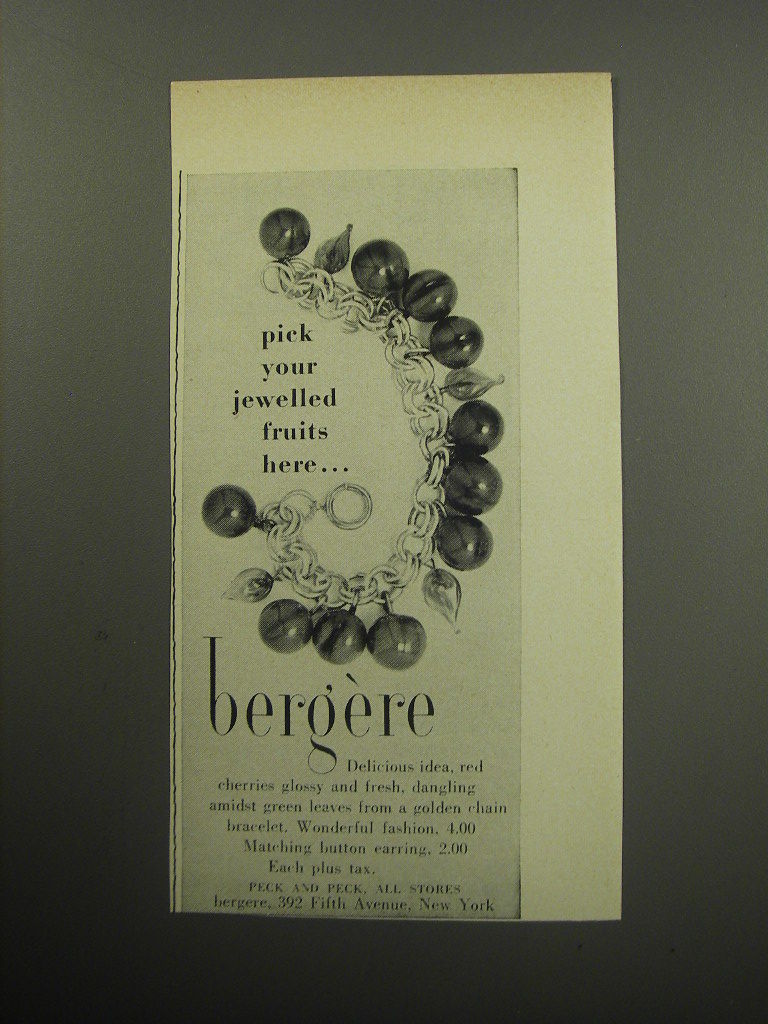 pick
your
jewelled
fruits
here...
bergère
Delicious idea, red
cherries glossy and fresh, dangling
amidst green leaves from a golden chain
bracelet. Wonderful fashion, 4.00
Matching button earring, 2.00
Each plus tax.
PECK AND PECK, ALL STORES
bergere, 392 Fifth Avenue, New York